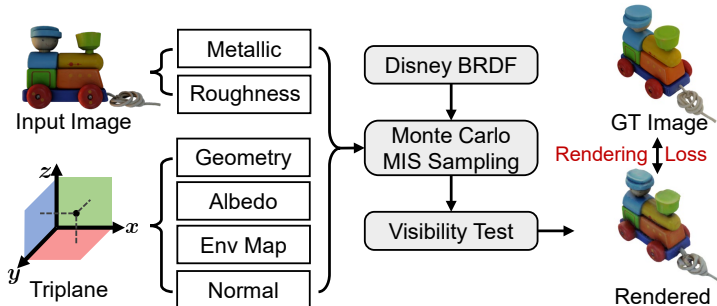 Input Image
Metallic
Roughness
z
x
y
Triplane
Geometry
Albedo
Env Map
Normal
Disney BRDF
Monte Carlo
MIS Sampling
Visibility Test
GT Image
Rendering Loss
Rendered